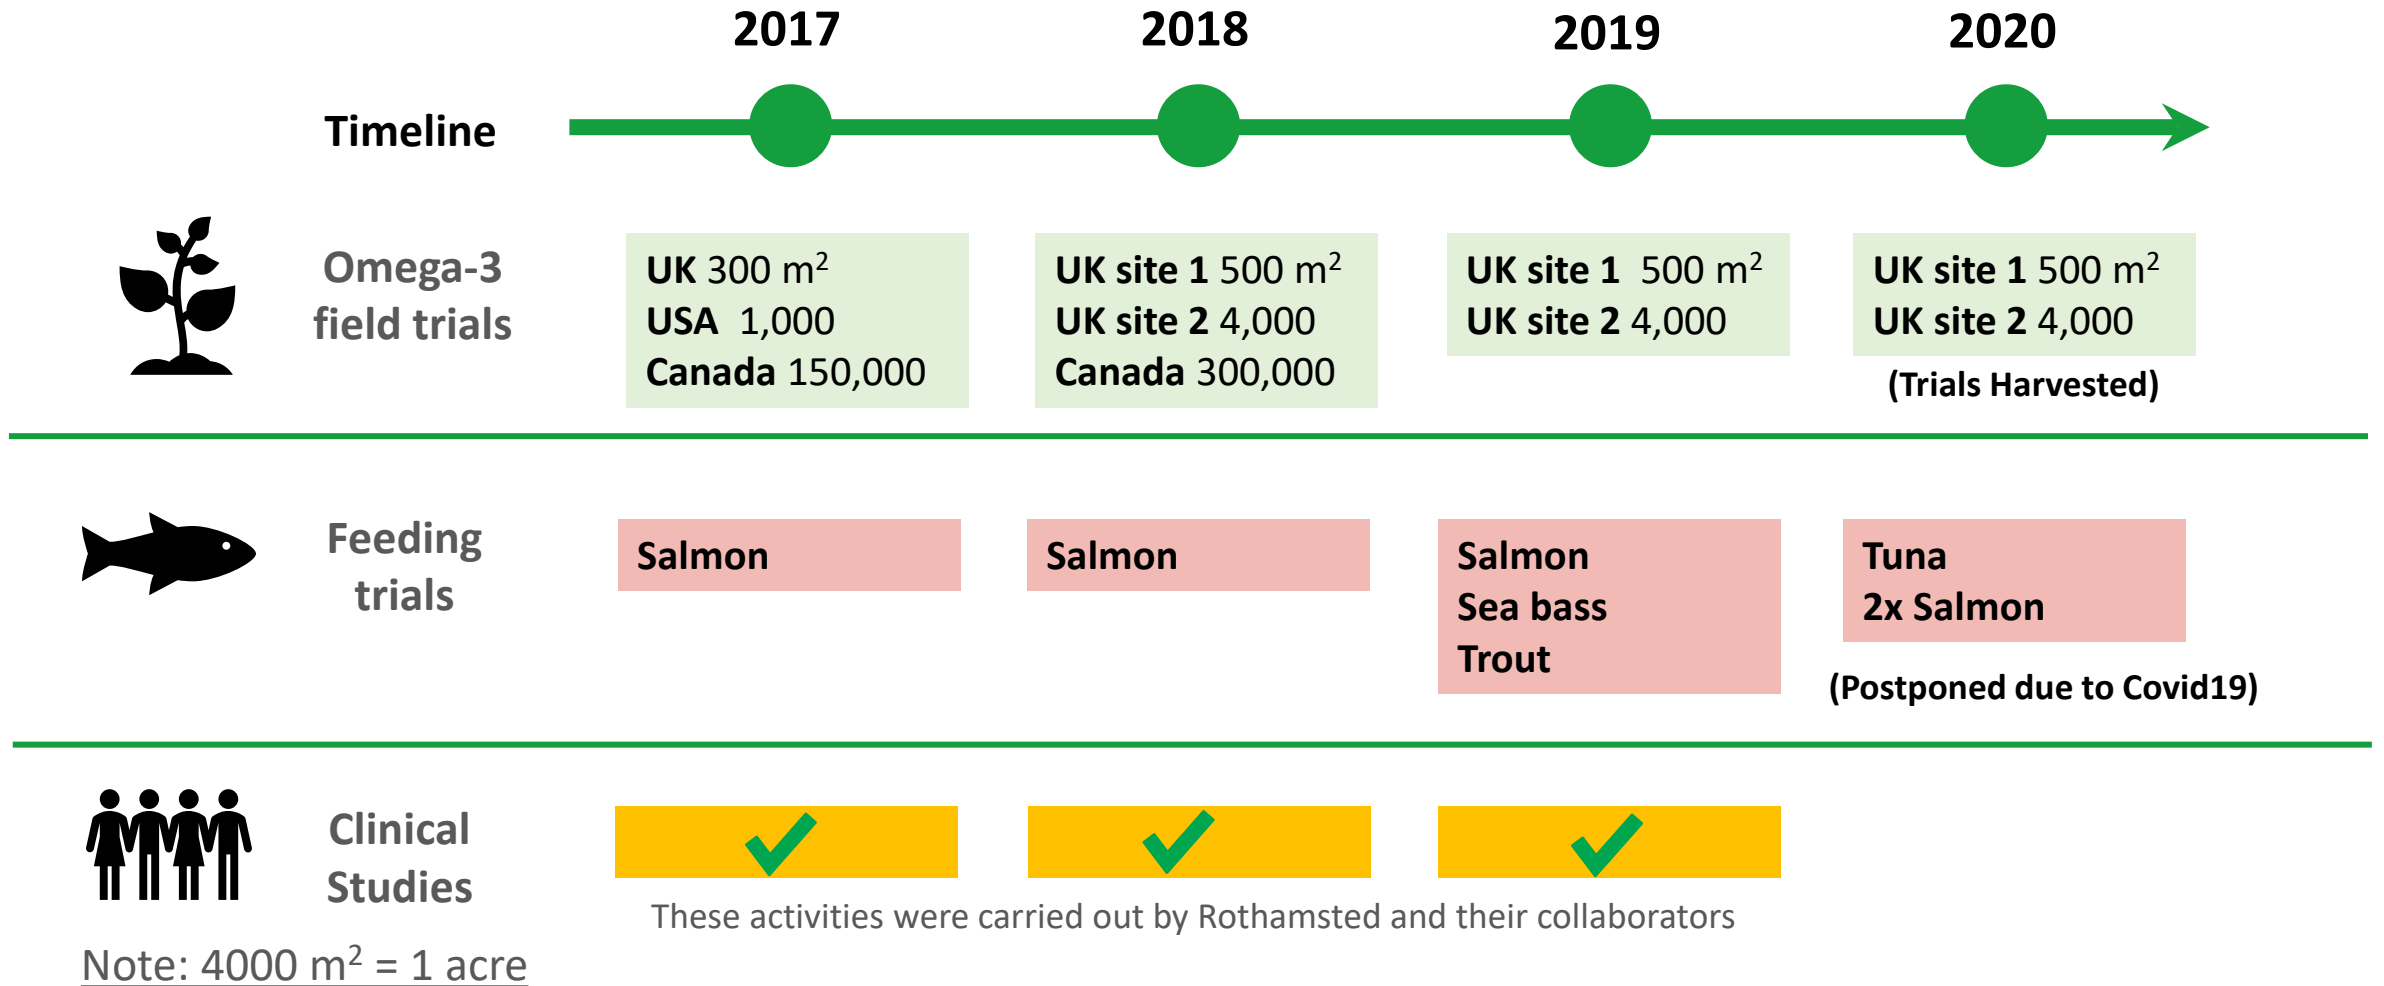 2017 2018 2019 2020
Timeline
Omega-3
field trials
UK 300 m²
USA 1,000
Canada 150,000
UK site 1 500 m²
UK site 2 4,000
Canada 300,000
UK site 1 500 m²
UK site 2 4,000
UK site 1 500 m²
UK site 2 4,000
(Trials Harvested)
Feeding
trials
Salmon
Salmon
Salmon
Sea bass
Trout
Tuna
2x Salmon
(Postponed due to Covid19)
Clinical
Studies
These activities were carried out by Rothamsted and their collaborators
Note: 4000 m² = 1 acre